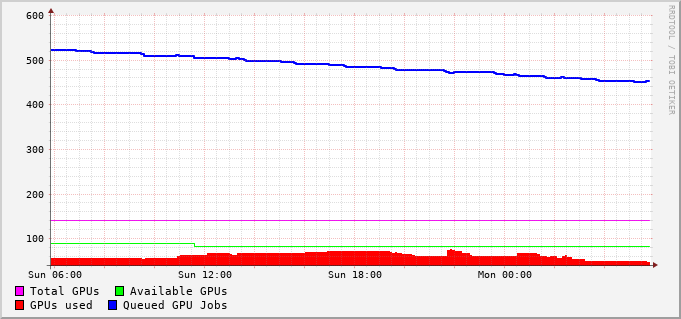 RRDTOOL / TOBI OETIKER
600
500
400
300
200
100
Sun 06:00 Sun 12:00 Sun 18:00 Mon 00:00
Total GPUs Available GPUs
GPUs used Queued GPU Jobs